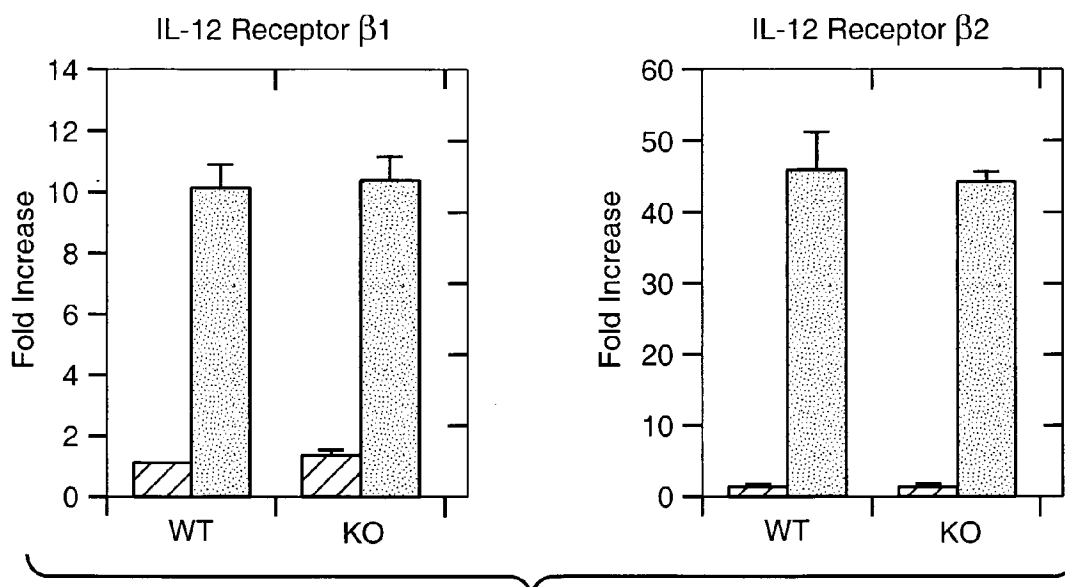 IL-12 Receptor β1
14
12
10
8
6
4
2
0
Fold Increase
WT KO
IL-12 Receptor β2
60
50
40
30
20
10
0
Fold Increase
WT KO